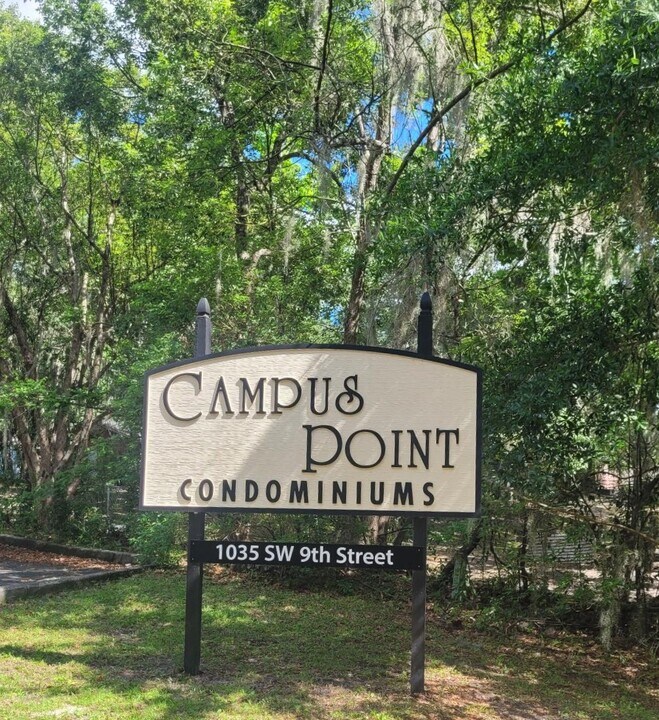 CAMPUS
POINT
CONDOMINIUMS
1035 SW 9th Street